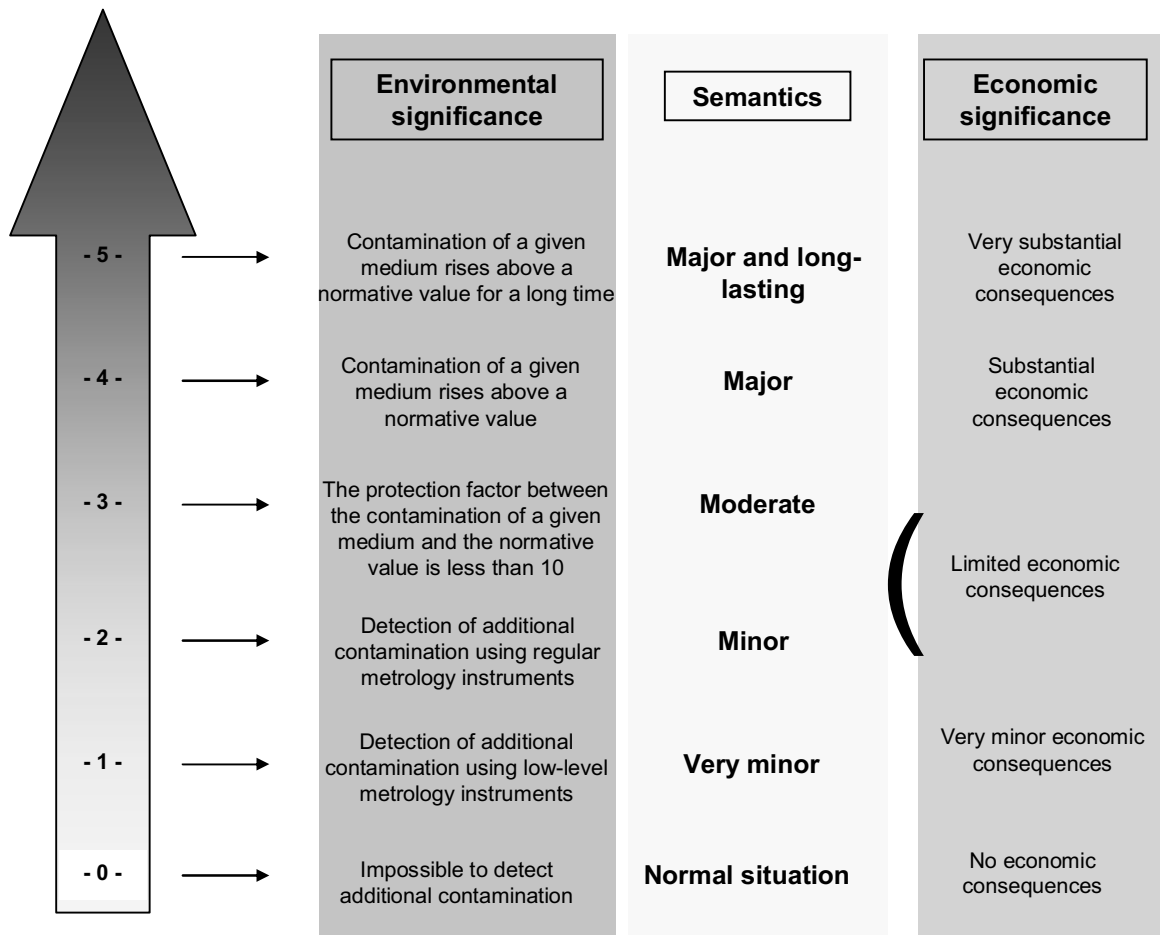 Environmental
significance
Semantics
Economic
significance
- 5 -
Contamination of a given
medium rises above a
normative value for a long time
Major and long-
lasting
Very substantial
economic
consequences
- 4 -
Contamination of a given
medium rises above a
normative value
Major
Substantial
economic
consequences
- 3 -
The protection factor between
the contamination of a given
medium and the normative
value is less than 10
Moderate
Limited economic
consequences
- 2 -
Detection of additional
contamination using regular
metrology instruments
Minor
- 1 -
Detection of additional
contamination using low-level
metrology instruments
Very minor
Very minor economic
consequences
- 0 -
Impossible to detect
additional contamination
Normal situation
No economic
consequences